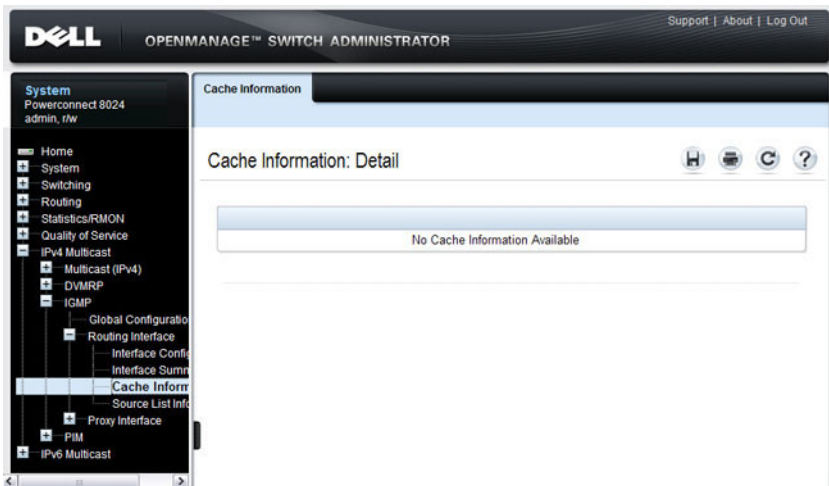 Support | About | Log Out
DELL
OPENMANAGE™ SWITCH ADMINISTRATOR
System
Powerconnect 8024
admin, r/w
Cache Information
Home
System
Switching
Routing
Statistics/RMON
Quality of Service
IPv4 Multicast
Multicast (IPv4)
DVMRP
IGMP
Global Configuratio
Routing Interface
Interface Config
Interface Summ
Cache Inform
Source List Info
Proxy Interface
PIM
IPv6 Multicast
Cache Information: Detail
No Cache Information Available